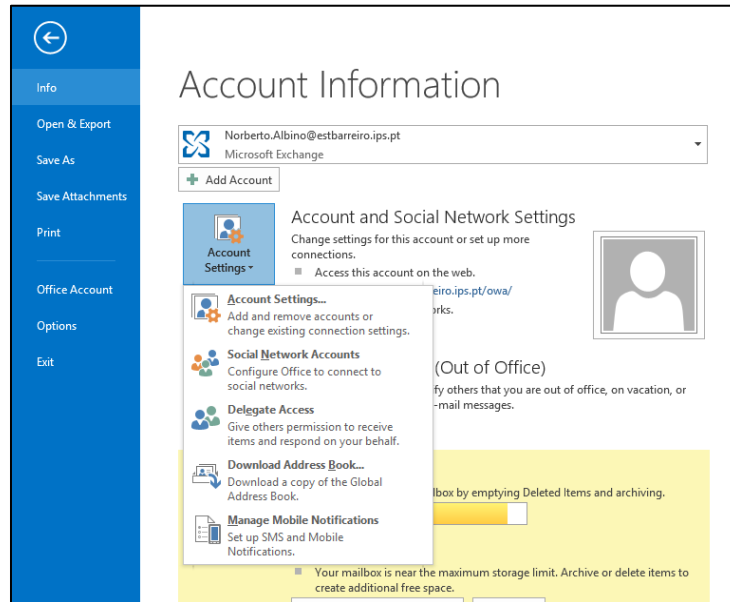 Info
Open & Export
Save As
Save Attachments
Print
Office Account
Options
Exit
Account Information
Norberto.Albino@estbarreiro.ips.pt
Microsoft Exchange
Add Account
Account
Settings
Account and Social Network Settings
Change settings for this account or set up more
connections.
Access this account on the web.
eiro.ips.pt/owa/
orks.
Account Settings...
Add and remove accounts or
change existing connection settings.
Social Network Accounts
Configure Office to connect to
social networks.
Delegate Access
Give others permission to receive
items and respond on your behalf.
Download Address Book...
Download a copy of the Global
Address Book.
Manage Mobile Notifications
Set up SMS and Mobile
Notifications.
(Out of Office)
fy others that you are out of office, on vacation, or
-mail messages.
lbox by emptying Deleted Items and archiving.
Your mailbox is near the maximum storage limit. Archive or delete items to
create additional free space.